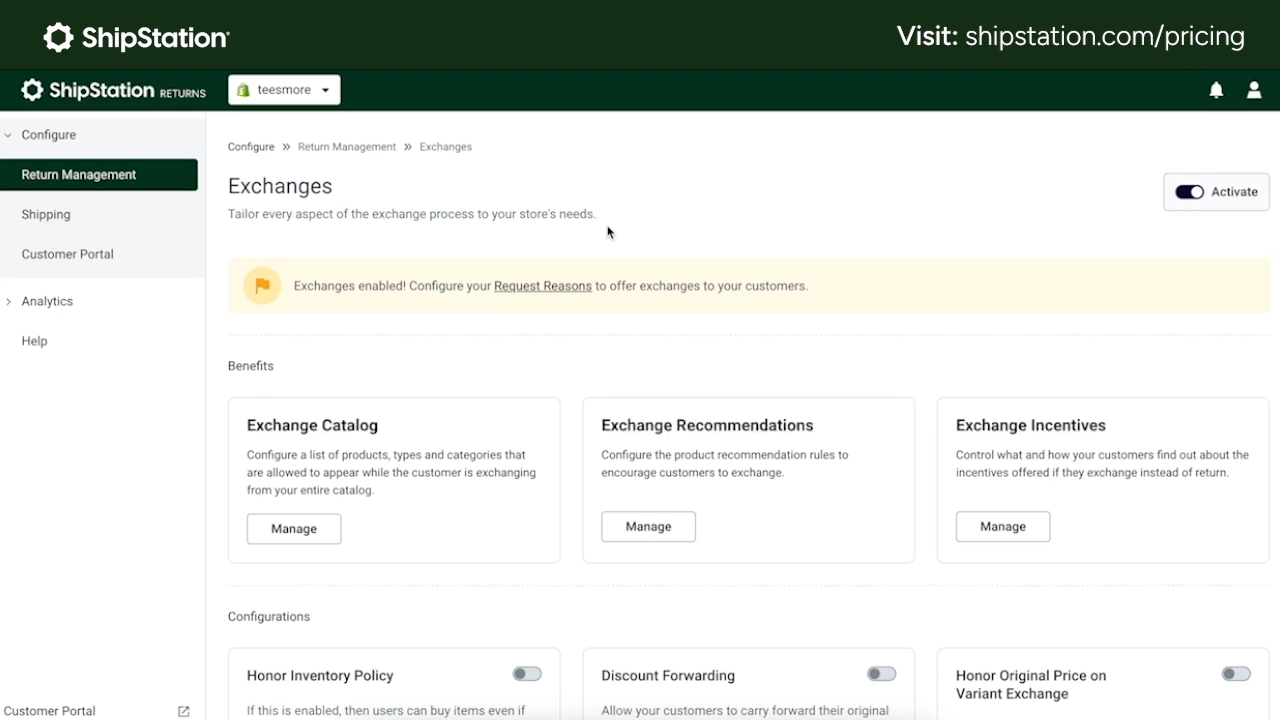 ShipStation
Visit: shipstation.com/pricing
ShipStation RETURNS
teesmore
Configure
Return Management
Shipping
Customer Portal
Analytics
Help
Customer Portal
Configure » Return Management » Exchanges
Exchanges
Tailor every aspect of the exchange process to your store's needs.
Activate
Exchanges enabled! Configure your Request Reasons to offer exchanges to your customers.
Benefits
Exchange Catalog
Configure a list of products, types and categories that
are allowed to appear while the customer is exchanging
from your entire catalog.
Manage
Exchange Recommendations
Configure the product recommendation rules to
encourage customers to exchange.
Manage
Exchange Incentives
Control what and how your customers find out about the
incentives offered if they exchange instead of return.
Manage
Configurations
Honor Inventory Policy
If this is enabled, then users can buy items even if
Discount Forwarding
Allow your customers to carry forward their original
Honor Original Price on
Variant Exchange